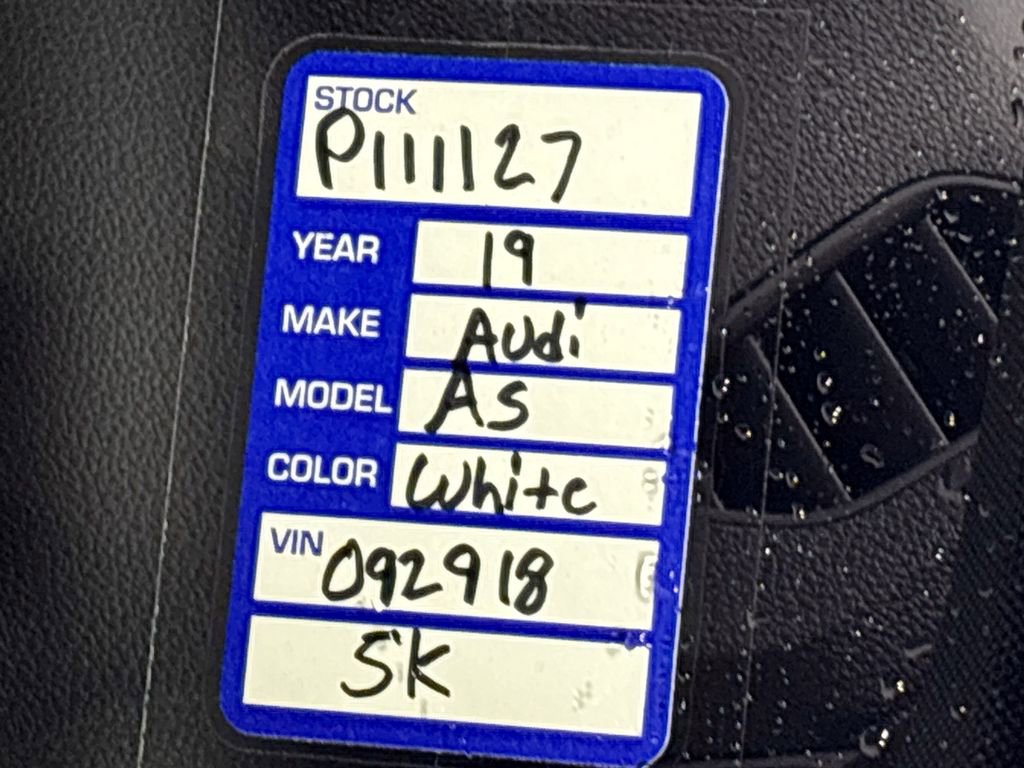 STOCK
P111127
YEAR 19
MAKE Audi
MODEL A5
COLOR White
VIN 092918
SK